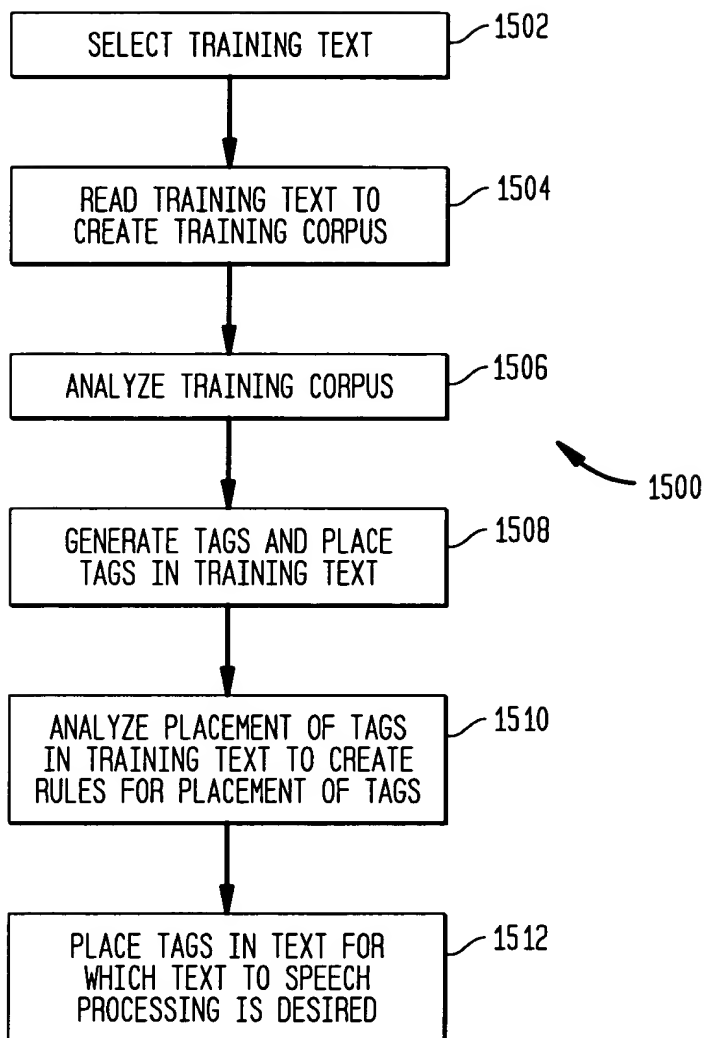 SELECT TRAINING TEXT
1502
READ TRAINING TEXT TO
CREATE TRAINING CORPUS
1504
ANALYZE TRAINING CORPUS
1506
1500
GENERATE TAGS AND PLACE
TAGS IN TRAINING TEXT
1508
ANALYZE PLACEMENT OF TAGS
IN TRAINING TEXT TO CREATE
RULES FOR PLACEMENT OF TAGS
1510
PLACE TAGS IN TEXT FOR
WHICH TEXT TO SPEECH
PROCESSING IS DESIRED
1512